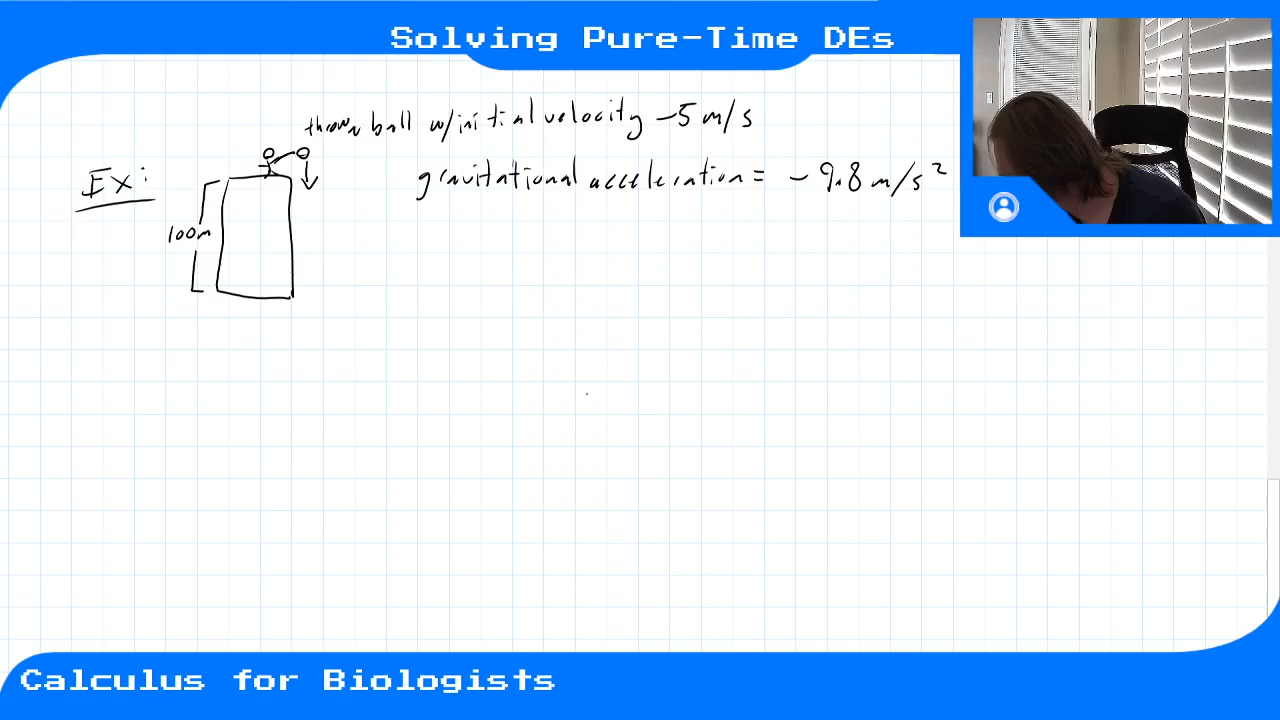 Solving Pure-Time DEs
thrown ball w/initial velocity -5 m/s
Ex:
gravitational acceleration = - 9.8 m/s²
100m
Calculus for Biologists